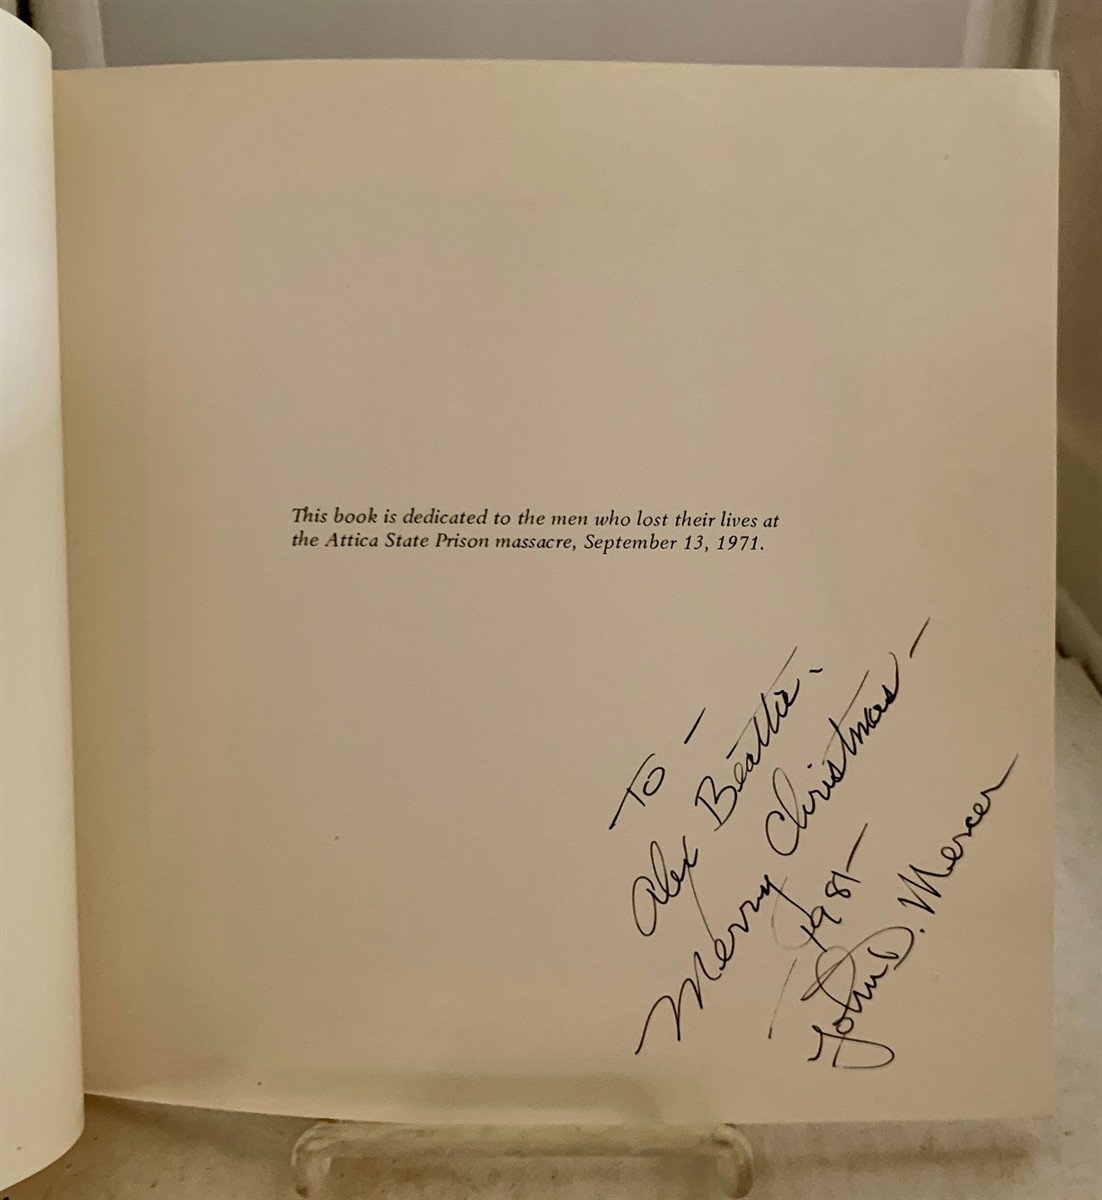 This book is dedicated to the men who lost their lives at
the Attica State Prison massacre, September 13, 1971.
To —
Alex Beattie -
Merry Christmas —
— 1981 —
John D. Mercer